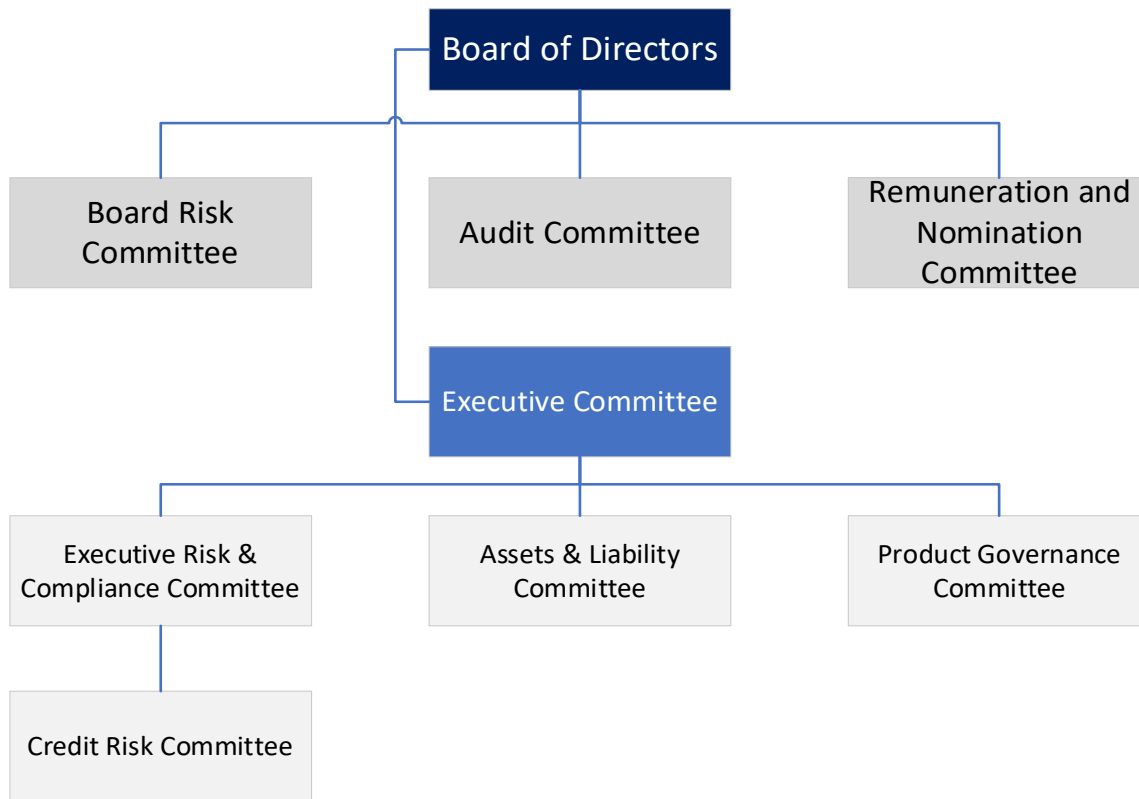 Board of Directors
Board Risk
Committee
Audit Committee
Remuneration and
Nomination
Committee
Executive Committee
Executive Risk &
Compliance Committee
Assets & Liability
Committee
Product Governance
Committee
Credit Risk Committee